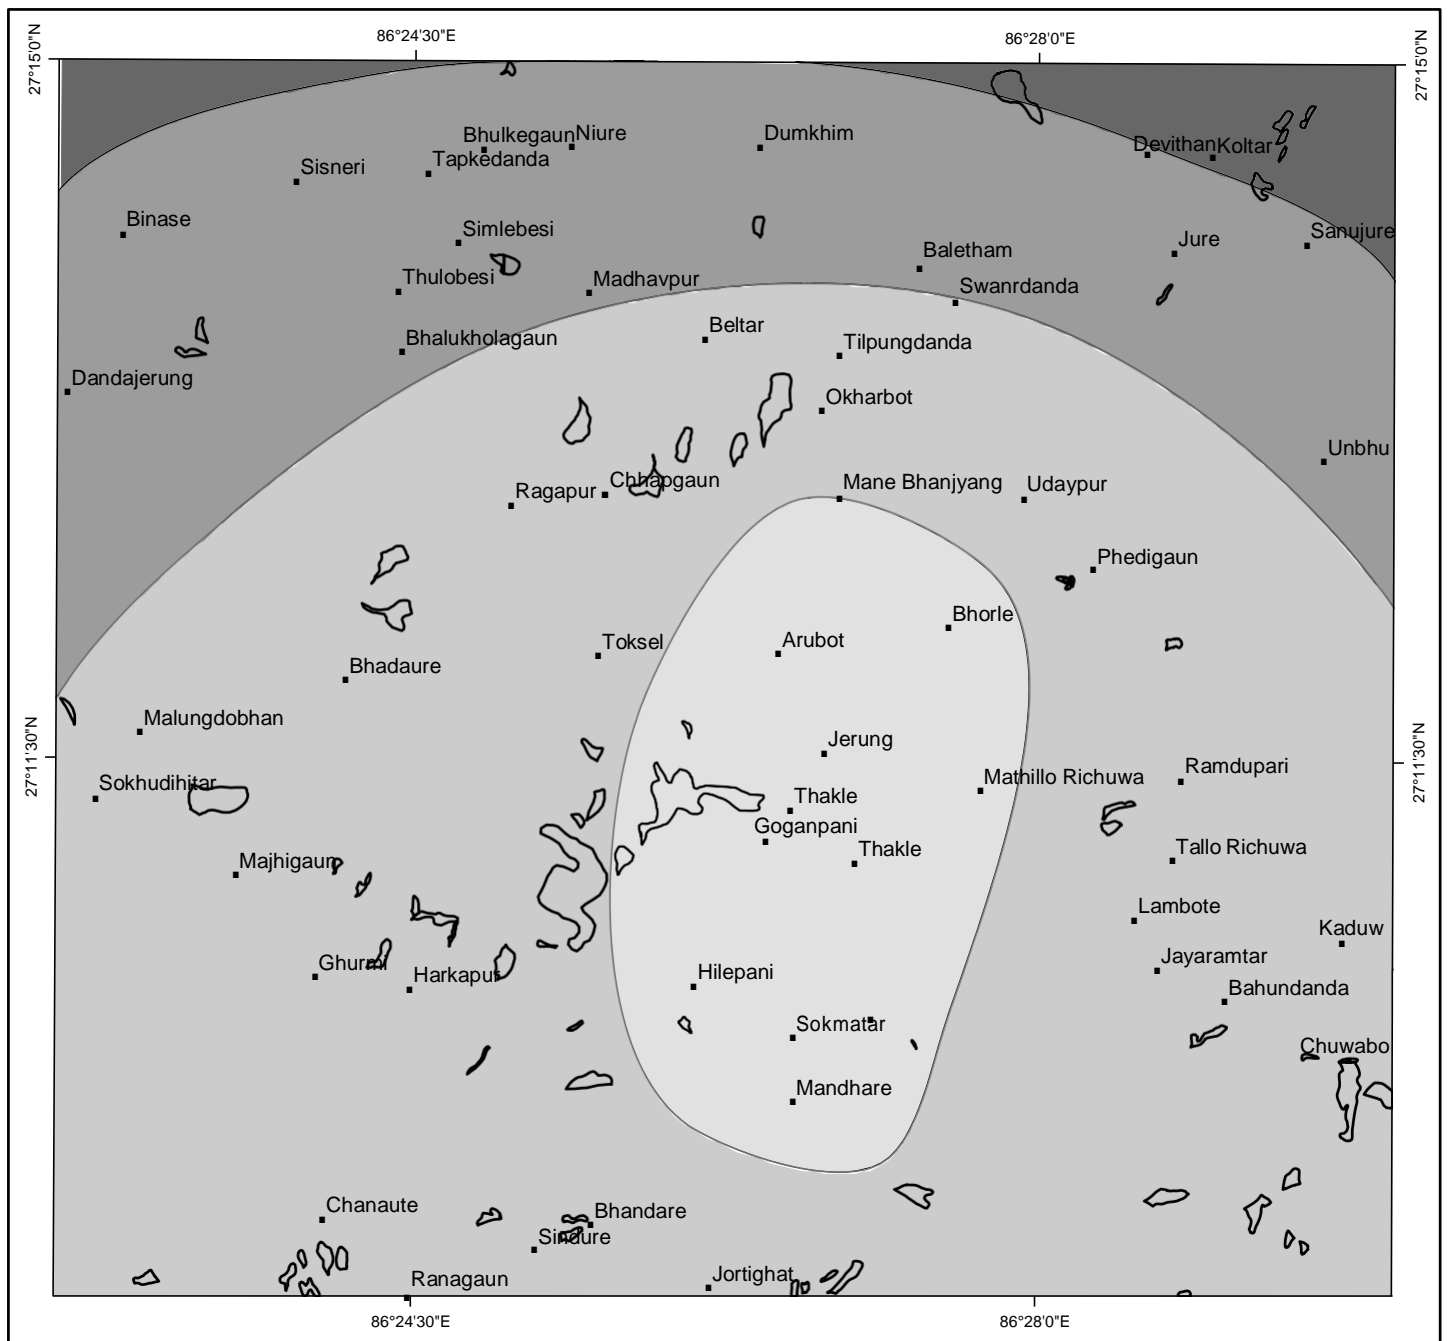 86°24'30"E
86°28'0"E
27°15'0"N
27°15'0"N
Bhulkegaun
Niure
Dumkhim
Devithan
Koltar
Tapkedanda
Sisneri
Binase
Simlebesi
Sanujure
Jure
Baletham
Thulobesi
Madhavpur
Swanrdanda
Beltar
Bhalukholagaun
Tilpungdanda
Dandajerung
Okharbot
Unbhu
Chhapgaun
Mane Bhanjyang
Udaypur
Ragapur
Phedigaun
Bhorle
Toksel
Arubot
Bhadaure
Malungdobhan
Jerung
27°11'30"N
27°11'30"N
Mathillo Richuwa
Ramdupari
Sokhudihitar
Thakle
Goganpani
Thakle
Tallo Richuwa
Majhigaun
Lambote
Kaduw
Jayaramtar
Ghurmi
Harkapur
Hilepani
Bahundanda
Sokmatar
Chuwabo
Mandhare
Chanaute
Bhandare
Sindure
Jortighat
Ranagaun
86°24'30"E
86°28'0"E